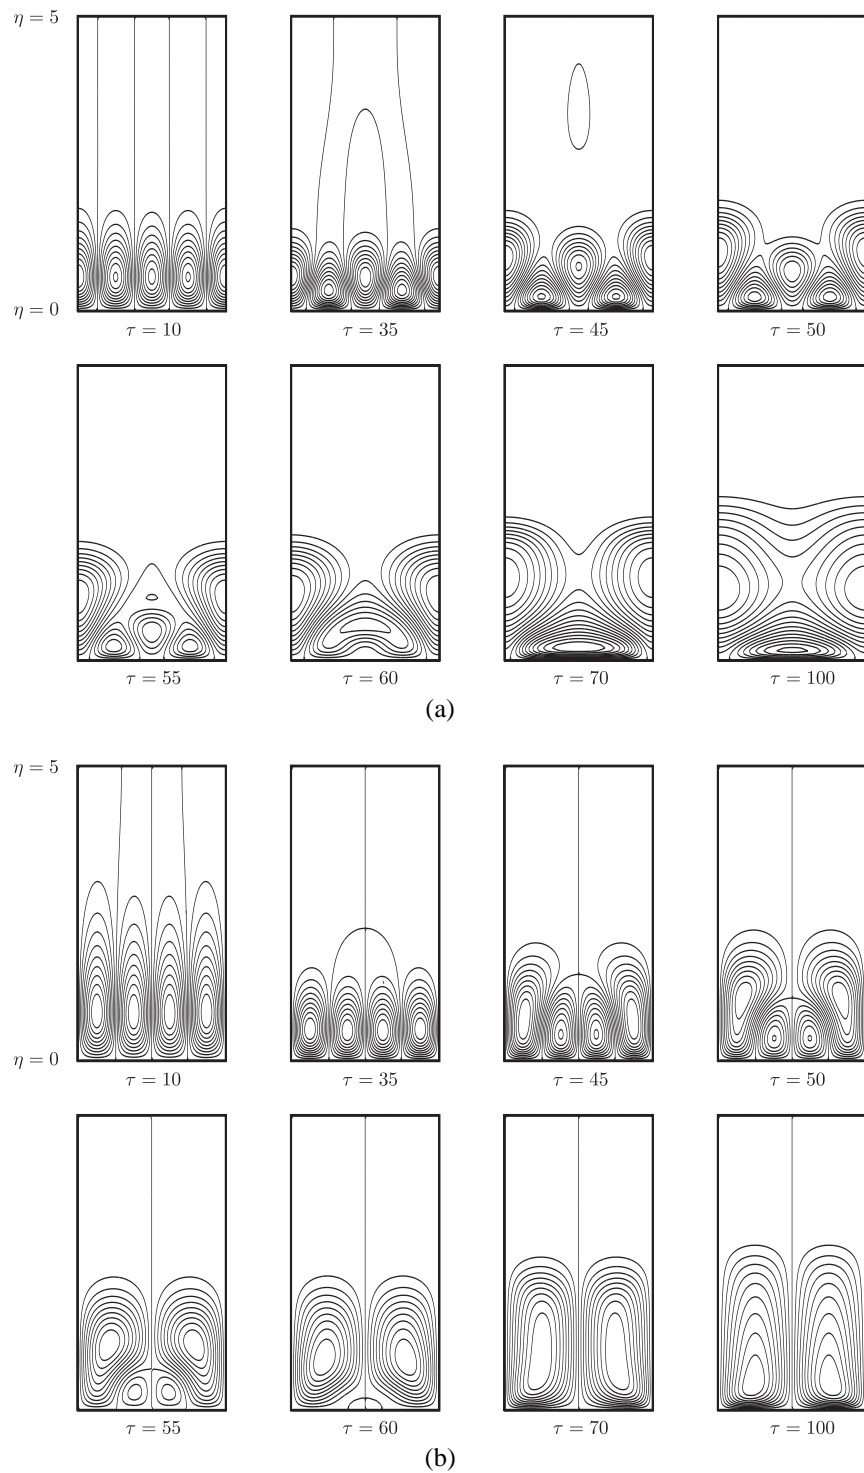 η = 5
η = 0
τ = 10 τ = 35 τ = 45 τ = 50
τ = 55 τ = 60 τ = 70 τ = 100
(a)
η = 5
η = 0
τ = 10 τ = 35 τ = 45 τ = 50
τ = 55 τ = 60 τ = 70 τ = 100
(b)